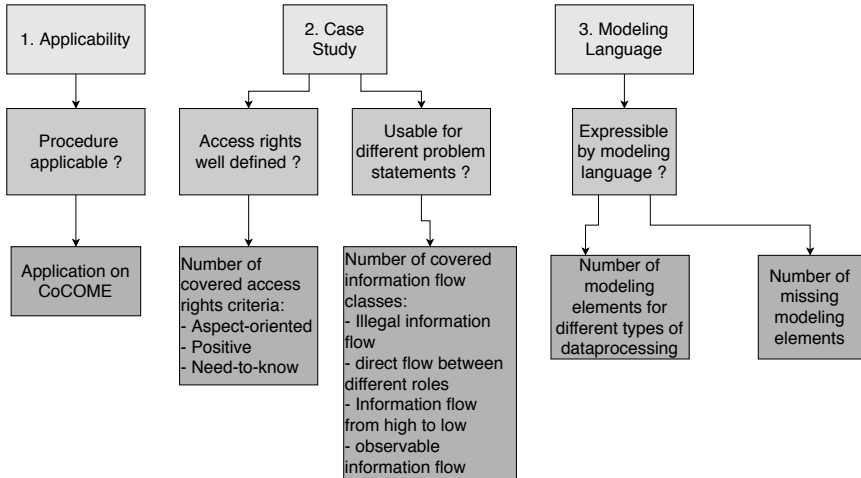 1. Applicability
2. Case
Study
3. Modeling
Language
Procedure
applicable ?
Access rights
well defined ?
Usable for
different problem
statements ?
Expressible
by modeling
language ?
Application on
CoCOME
Number of
covered access
rights criteria:
- Aspect-oriented
- Positive
- Need-to-know
Number of covered
information flow
classes:
- Illegal information
flow
- direct flow between
different roles
- Information flow
from high to low
- observable
information flow
Number of
modeling
elements for
different types of
dataprocessing
Number of
missing
modeling
elements